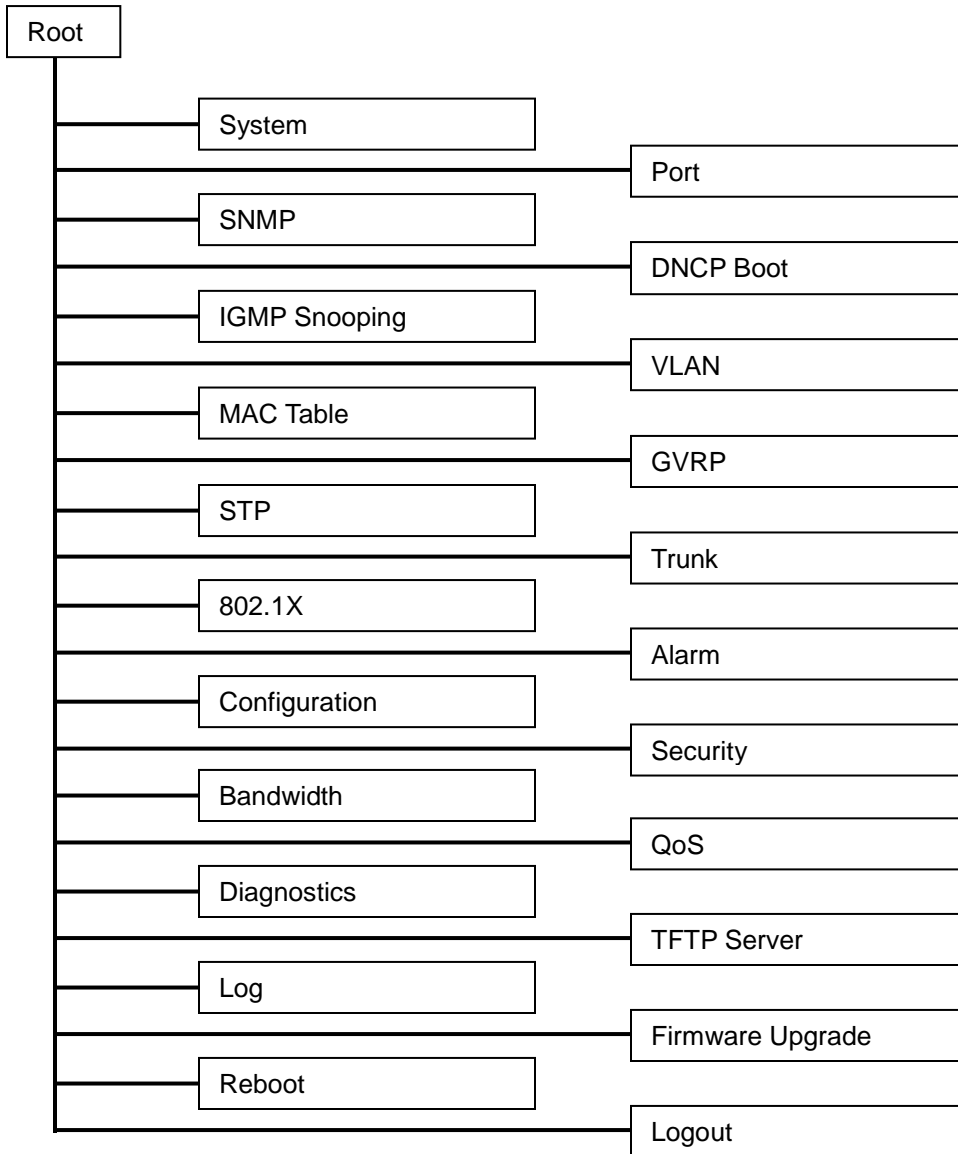 Root
System
Port
SNMP
DNCP Boot
IGMP Snooping
VLAN
MAC Table
GVRP
STP
Trunk
802.1X
Alarm
Configuration
Security
Bandwidth
QoS
Diagnostics
TFTP Server
Log
Firmware Upgrade
Reboot
Logout